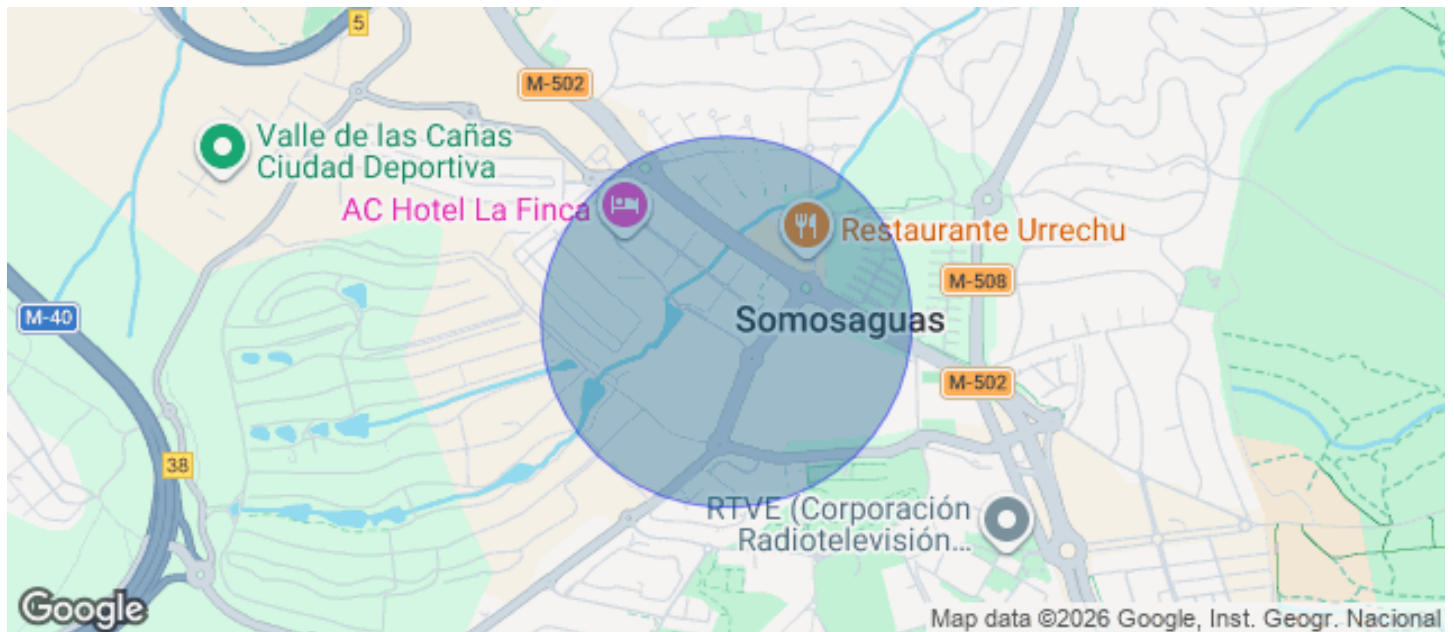 5
M-502
Valle de las Cañas
Ciudad Deportiva
AC Hotel La Finca
Restaurante Urrechu
M-508
M-40
Somosaguas
M-502
38
RTVE (Corporación
Radiotelevisión...
Google
Map data ©2026 Google, Inst. Geogr. Nacional